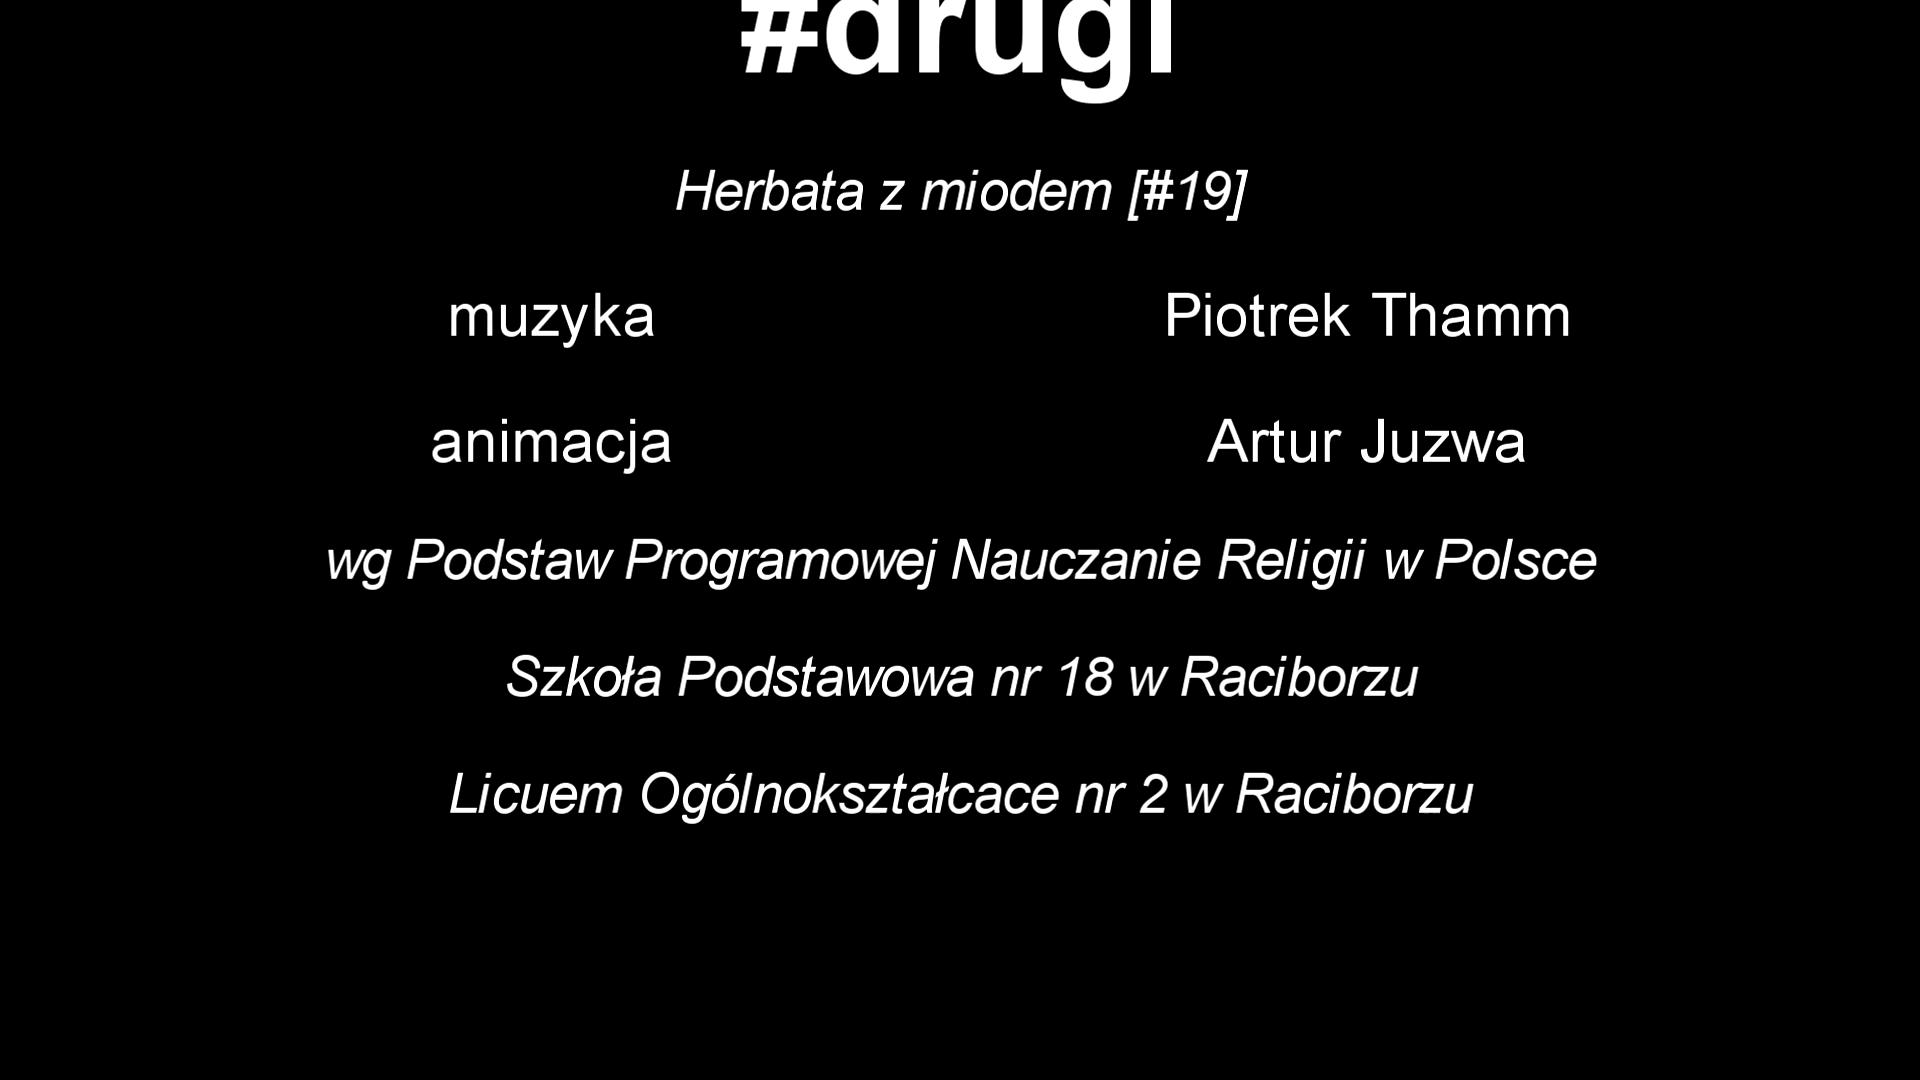 #drugi
Herbata z miodem [#19]
muzyka Piotrek Thamm
animacja Artur Juzwa
wg Podstaw Programowej Nauczanie Religii w Polsce
Szkoła Podstawowa nr 18 w Raciborzu
Licuem Ogólnokształcace nr 2 w Raciborzu